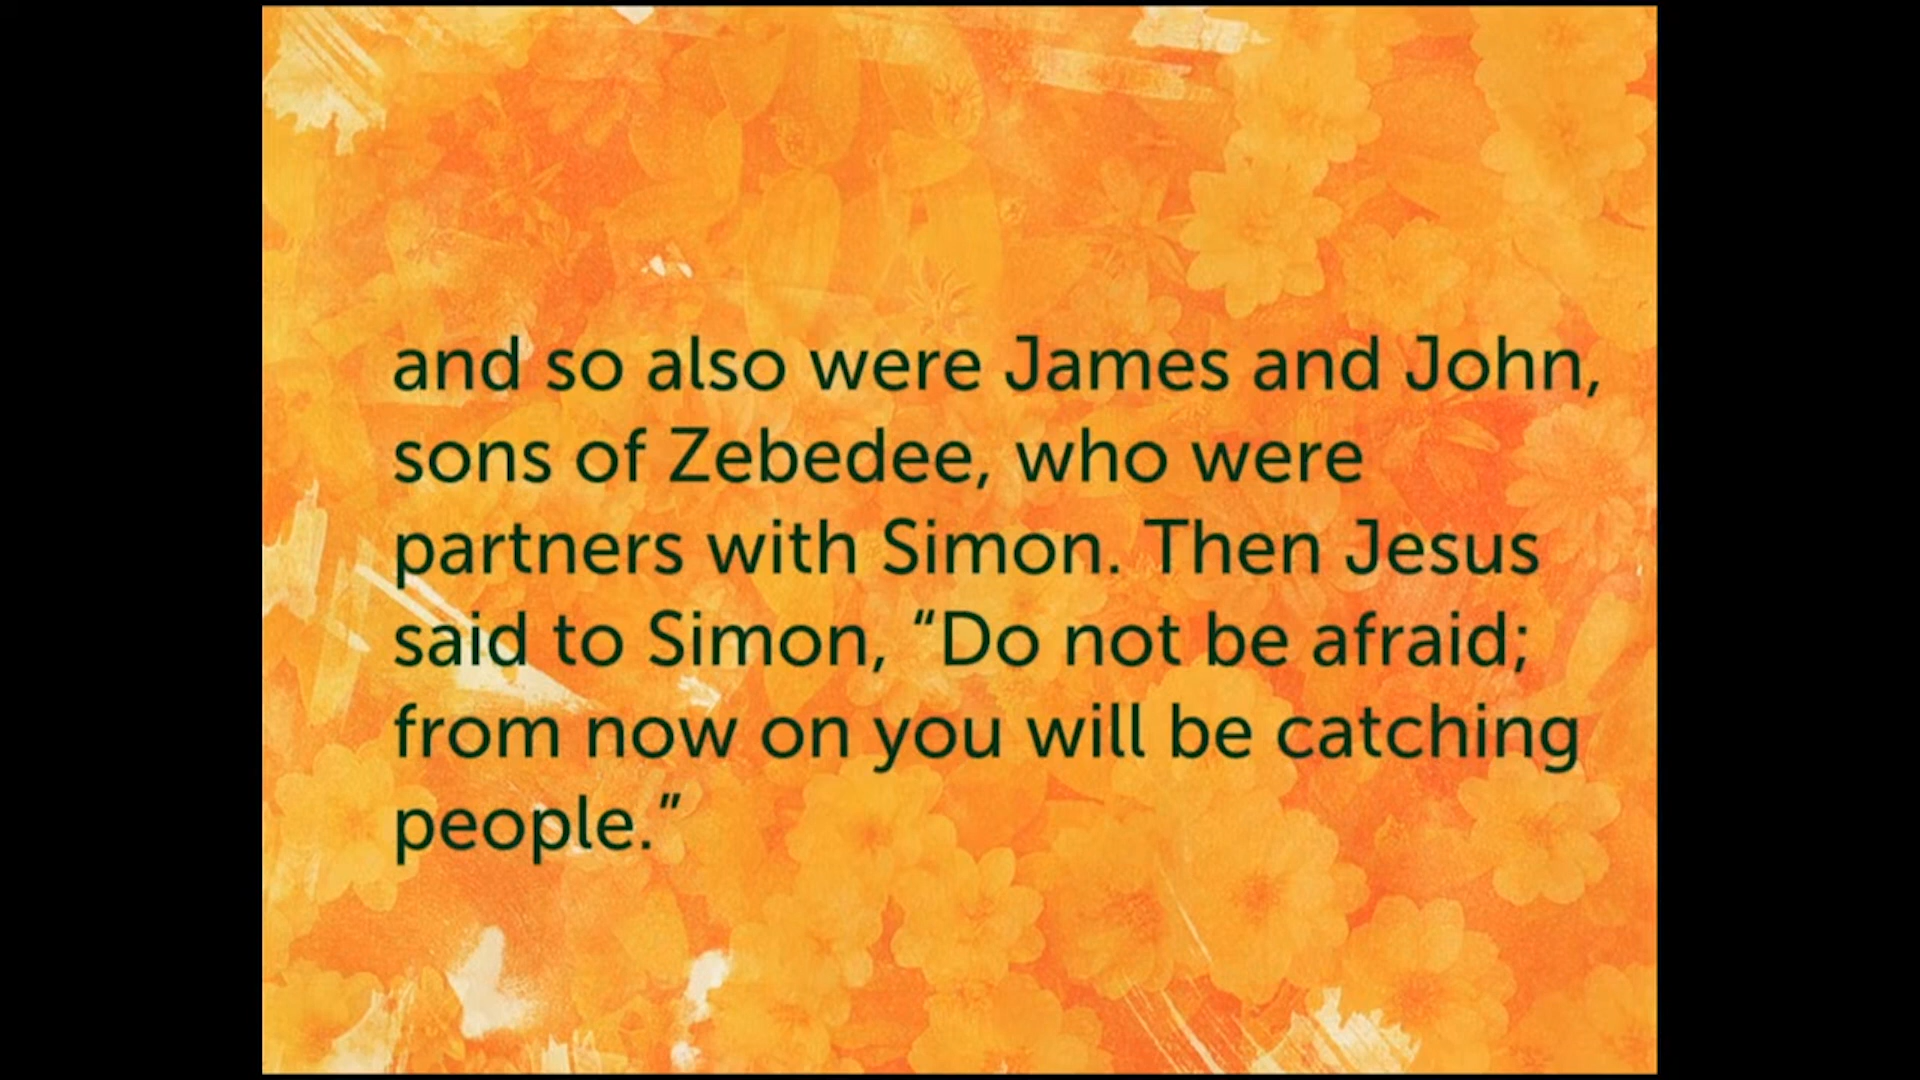 and so also were James and John,
sons of Zebedee, who were
partners with Simon. Then Jesus
said to Simon, “Do not be afraid;
from now on you will be catching
people.”